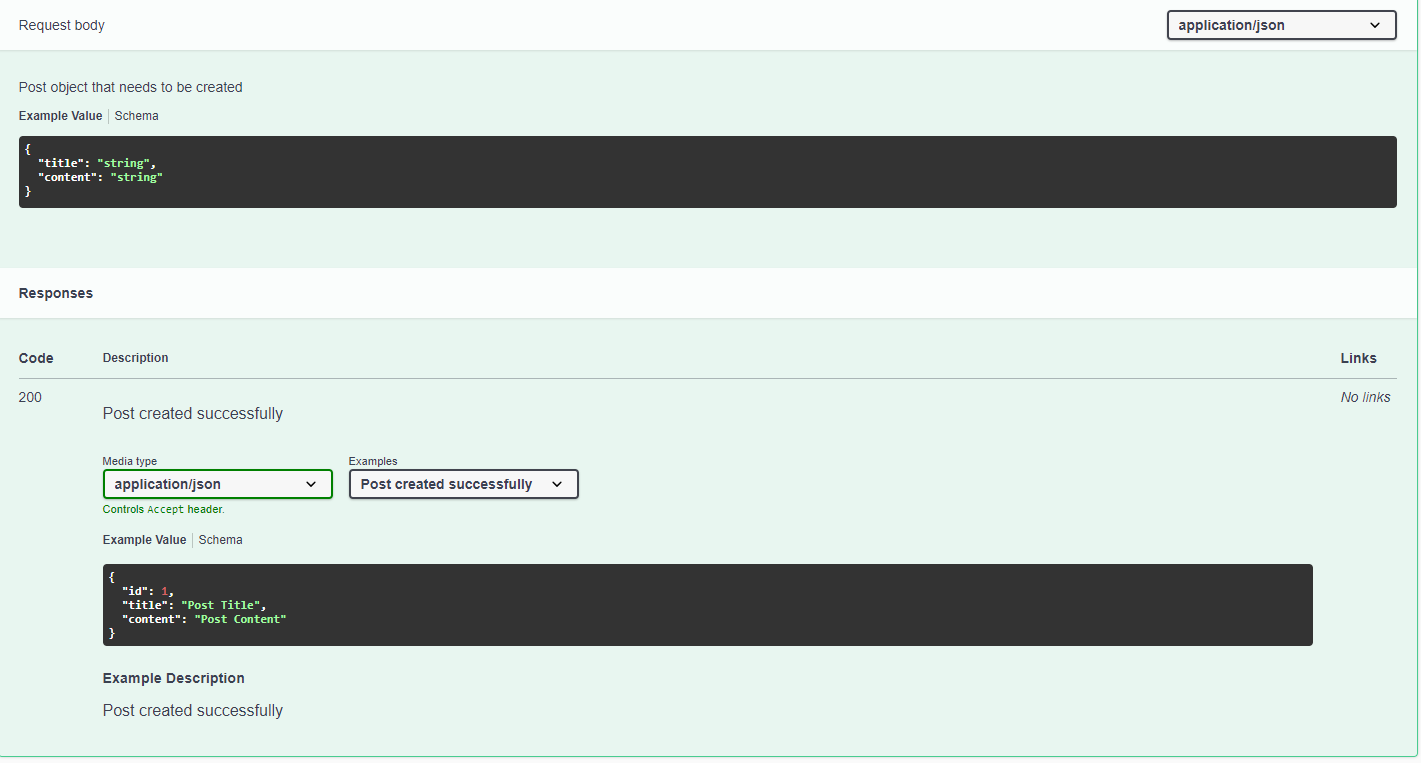 Request body
application/json
Post object that needs to be created
Example Value Schema
{
"title": "string",
"content": "string"
}
Responses
Code Description Links
200 Post created successfully No links
Media type Examples
application/json Post created successfully
Controls Accept header.
Example Value Schema
{
"id": 1,
"title": "Post Title",
"content": "Post Content"
}
Example Description
Post created successfully